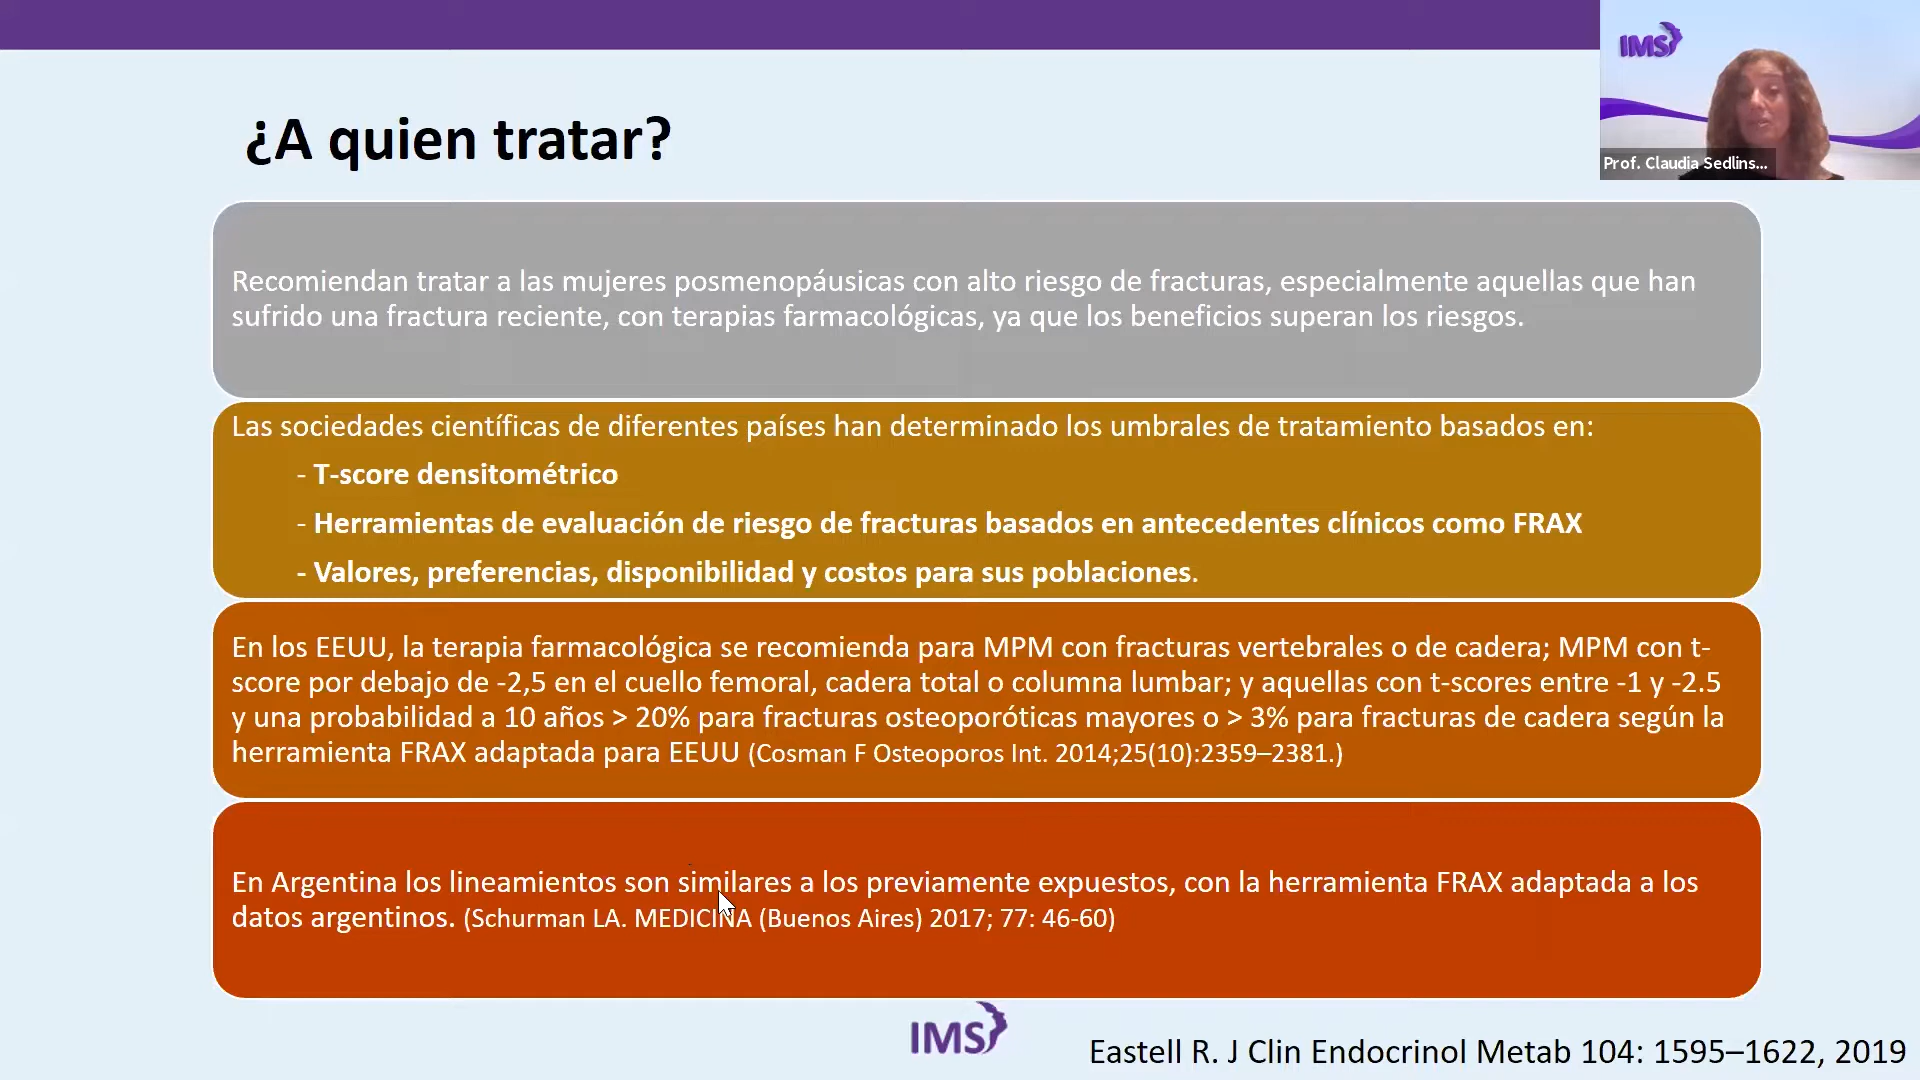 IMS
Prof. Claudia Sedlins...
¿A quien tratar?
Recomiendan tratar a las mujeres posmenopáusicas con alto riesgo de fracturas, especialmente aquellas que han
sufrido una fractura reciente, con terapias farmacológicas, ya que los beneficios superan los riesgos.
Las sociedades científicas de diferentes países han determinado los umbrales de tratamiento basados en:
- T-score densitométrico
- Herramientas de evaluación de riesgo de fracturas basados en antecedentes clínicos como FRAX
- Valores, preferencias, disponibilidad y costos para sus poblaciones.
En los EEUU, la terapia farmacológica se recomienda para MPM con fracturas vertebrales o de cadera; MPM con t-
score por debajo de -2,5 en el cuello femoral, cadera total o columna lumbar; y aquellas con t-scores entre -1 y -2.5
y una probabilidad a 10 años > 20% para fracturas osteoporóticas mayores o > 3% para fracturas de cadera según la
herramienta FRAX adaptada para EEUU (Cosman F Osteoporos Int. 2014;25(10):2359–2381.)
En Argentina los lineamientos son similares a los previamente expuestos, con la herramienta FRAX adaptada a los
datos argentinos. (Schurman LA. MEDICINA (Buenos Aires) 2017; 77: 46-60)
IMS
Eastell R. J Clin Endocrinol Metab 104: 1595–1622, 2019